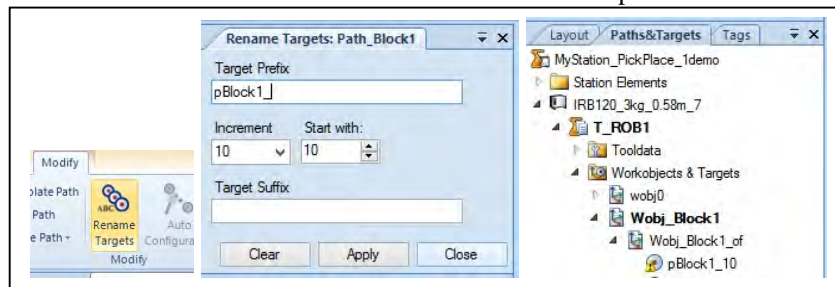 Modify
plate Path
Path
e Path
ABC
Rename
Targets
Auto
Configura
Modify
Rename Targets: Path_Block1
Target Prefix
pBlock1_
Increment
Start with:
10
10
Target Suffix
Clear
Apply
Close
Layout
Paths&Targets
Tags
MyStation_PickPlace_1demo
Station Elements
IRB120_3kg_0.58m_7
T_ROB1
Tooldata
Workobjects & Targets
wobj0
Wobj_Block1
Wobj_Block1_of
pBlock1_10